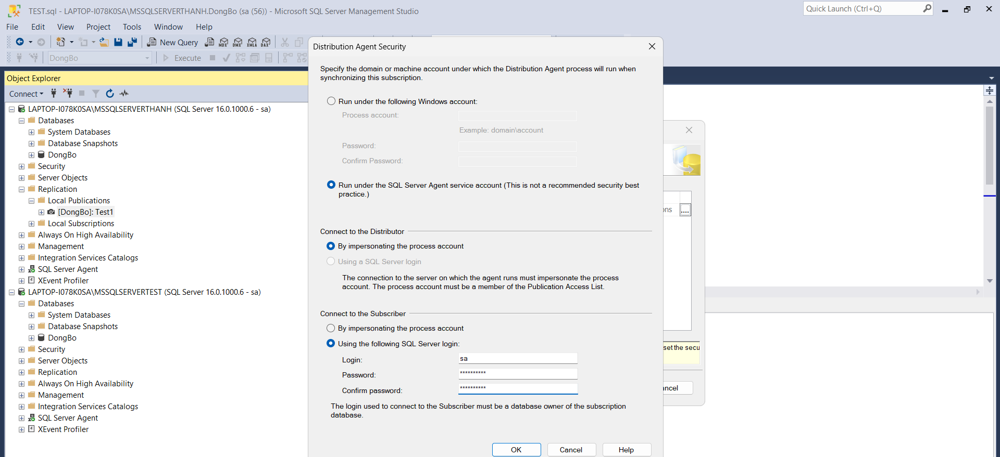 TEST.sql - LAPTOP-I078K0SA\MSSQLSERVERTHANH.DongBo (sa (56)) - Microsoft SQL Server Management Studio
Quick Launch (Ctrl+Q)
File Edit View Project Tools Window Help
New Query MDX DMX XMLA DAX
DongBo Execute
Object Explorer
Connect
LAPTOP-I078K0SA\MSSQLSERVERTHANH (SQL Server 16.0.1000.6 - sa)
Databases
System Databases
Database Snapshots
DongBo
Security
Server Objects
Replication
Local Publications
[DongBo]: Test1
Local Subscriptions
Always On High Availability
Management
Integration Services Catalogs
SQL Server Agent
XEvent Profiler
LAPTOP-I078K0SA\MSSQLSERVERTEST (SQL Server 16.0.1000.6 - sa)
Databases
System Databases
Database Snapshots
DongBo
Security
Server Objects
Replication
Always On High Availability
Management
Integration Services Catalogs
SQL Server Agent
XEvent Profiler
Distribution Agent Security
Specify the domain or machine account under which the Distribution Agent process will run when
synchronizing this subscription.
Run under the following Windows account:
Process account:
Example: domain\account
Password:
Confirm Password:
Run under the SQL Server Agent service account (This is not a recommended security best
practice.)
Connect to the Distributor
By impersonating the process account
Using a SQL Server login
The connection to the server on which the agent runs must impersonate the process
account. The process account must be a member of the Publication Access List.
Connect to the Subscriber
By impersonating the process account
Using the following SQL Server login:
Login: sa
Password: **********
Confirm password: **********
The login used to connect to the Subscriber must be a database owner of the subscription
database.
OK Cancel Help
ons ...
set the secu
ancel